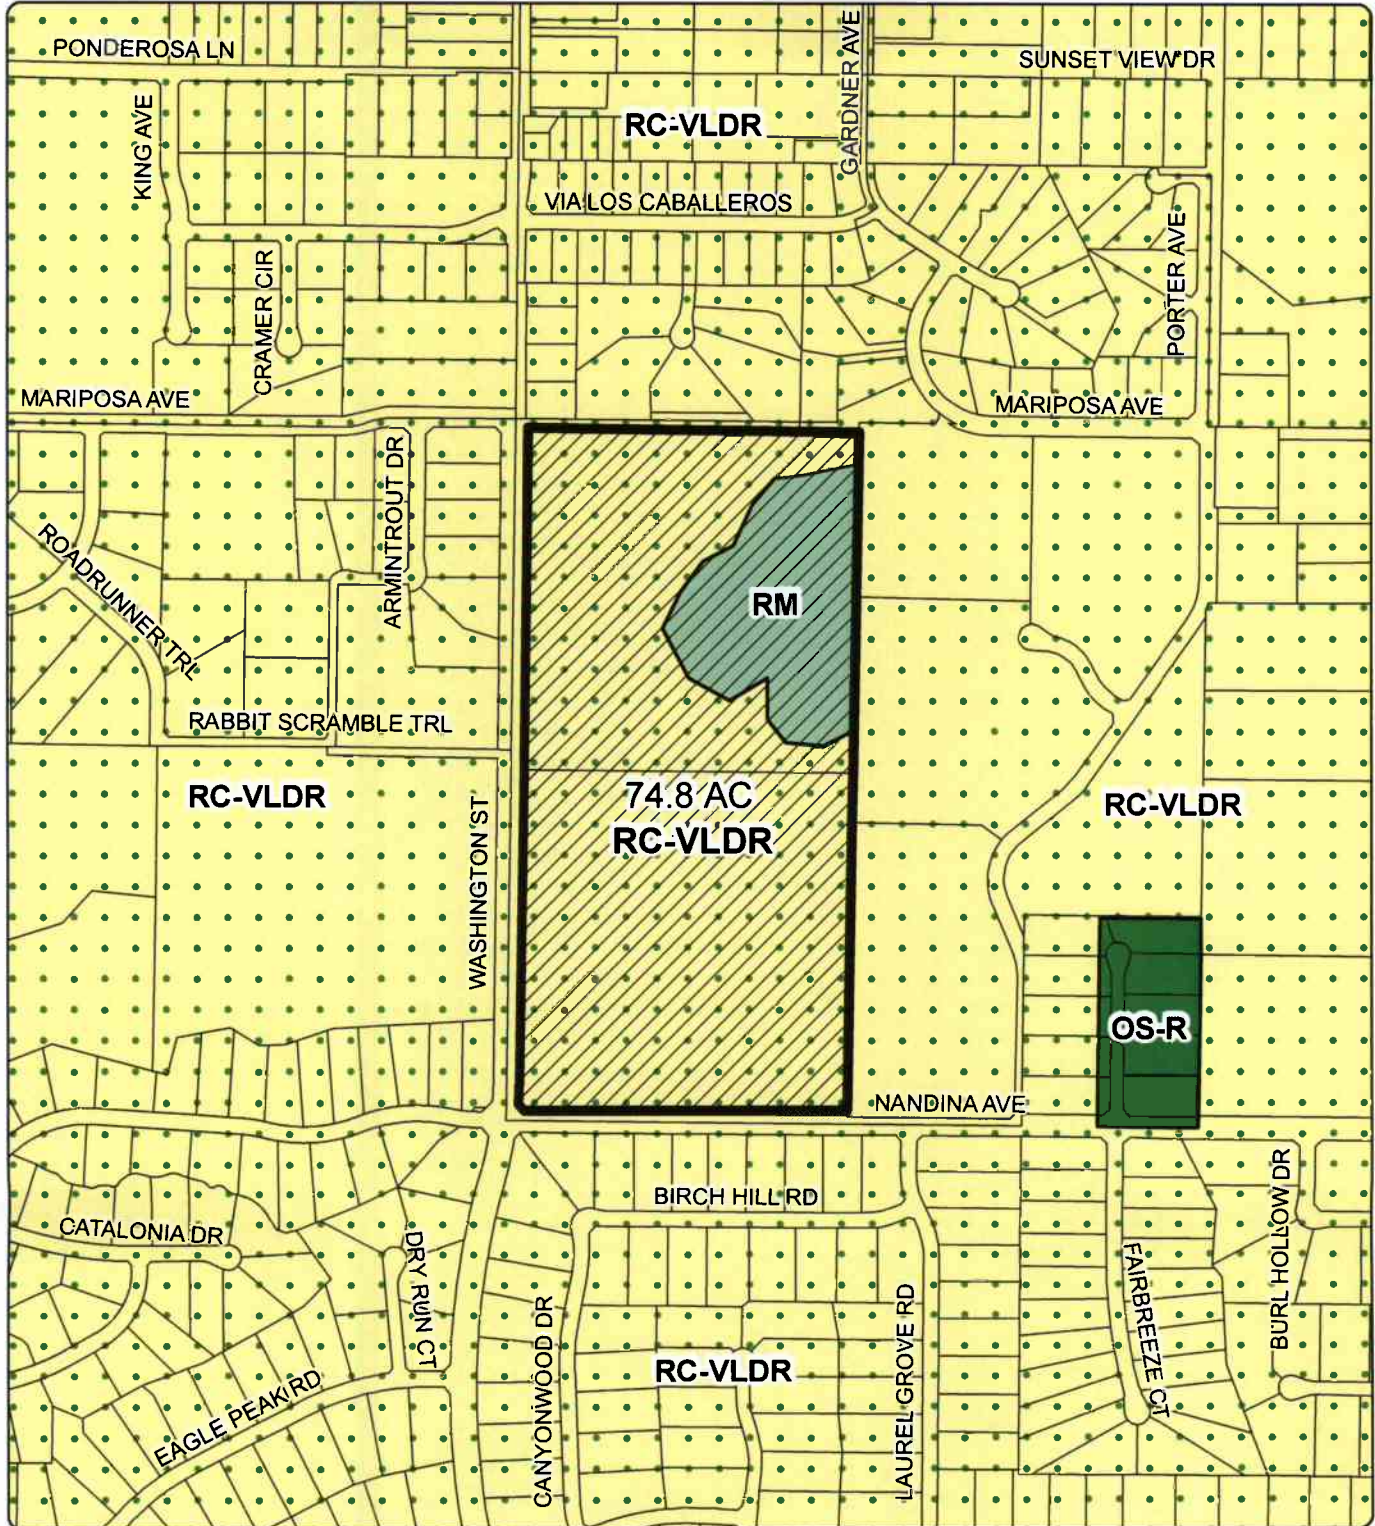 PONDEROSA LN
SUNSET VIEW DR
GARDNER AVE
KING AVE
RC-VLDR
VIA LOS CABALLEROS
PORTER AVE
CRAMER CIR
MARIPOSA AVE
MARIPOSA AVE
ARMINTROUT DR
ROADRUNNER TRL
RM
RABBIT SCRAMBLE TRL
RC-VLDR
74.8 AC
RC-VLDR
RC-VLDR
WASHINGTON ST
OS-R
NANDINA AVE
BIRCH HILL RD
CATALONIA DR
DRY RUN CT
BURL HOLLOW DR
FAIRBREEZE CT
CANYONWOOD DR
LAUREL GROVE RD
RC-VLDR
EAGLE PEAK RD